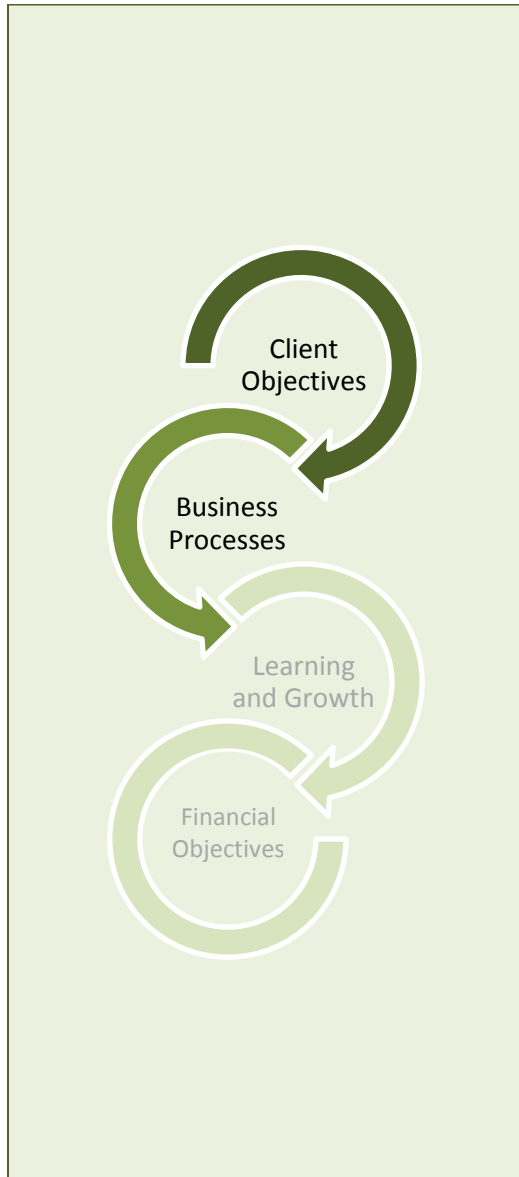 Client
Objectives
Business
Processes
Learning
and Growth
Financial
Objectives